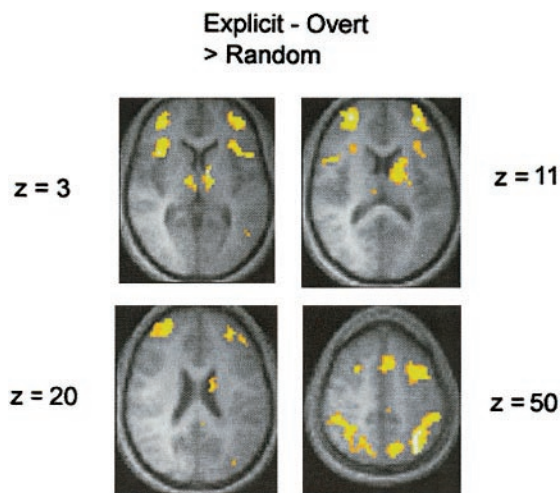 Explicit - Overt
> Random
z = 3
z = 11
z = 20
z = 50